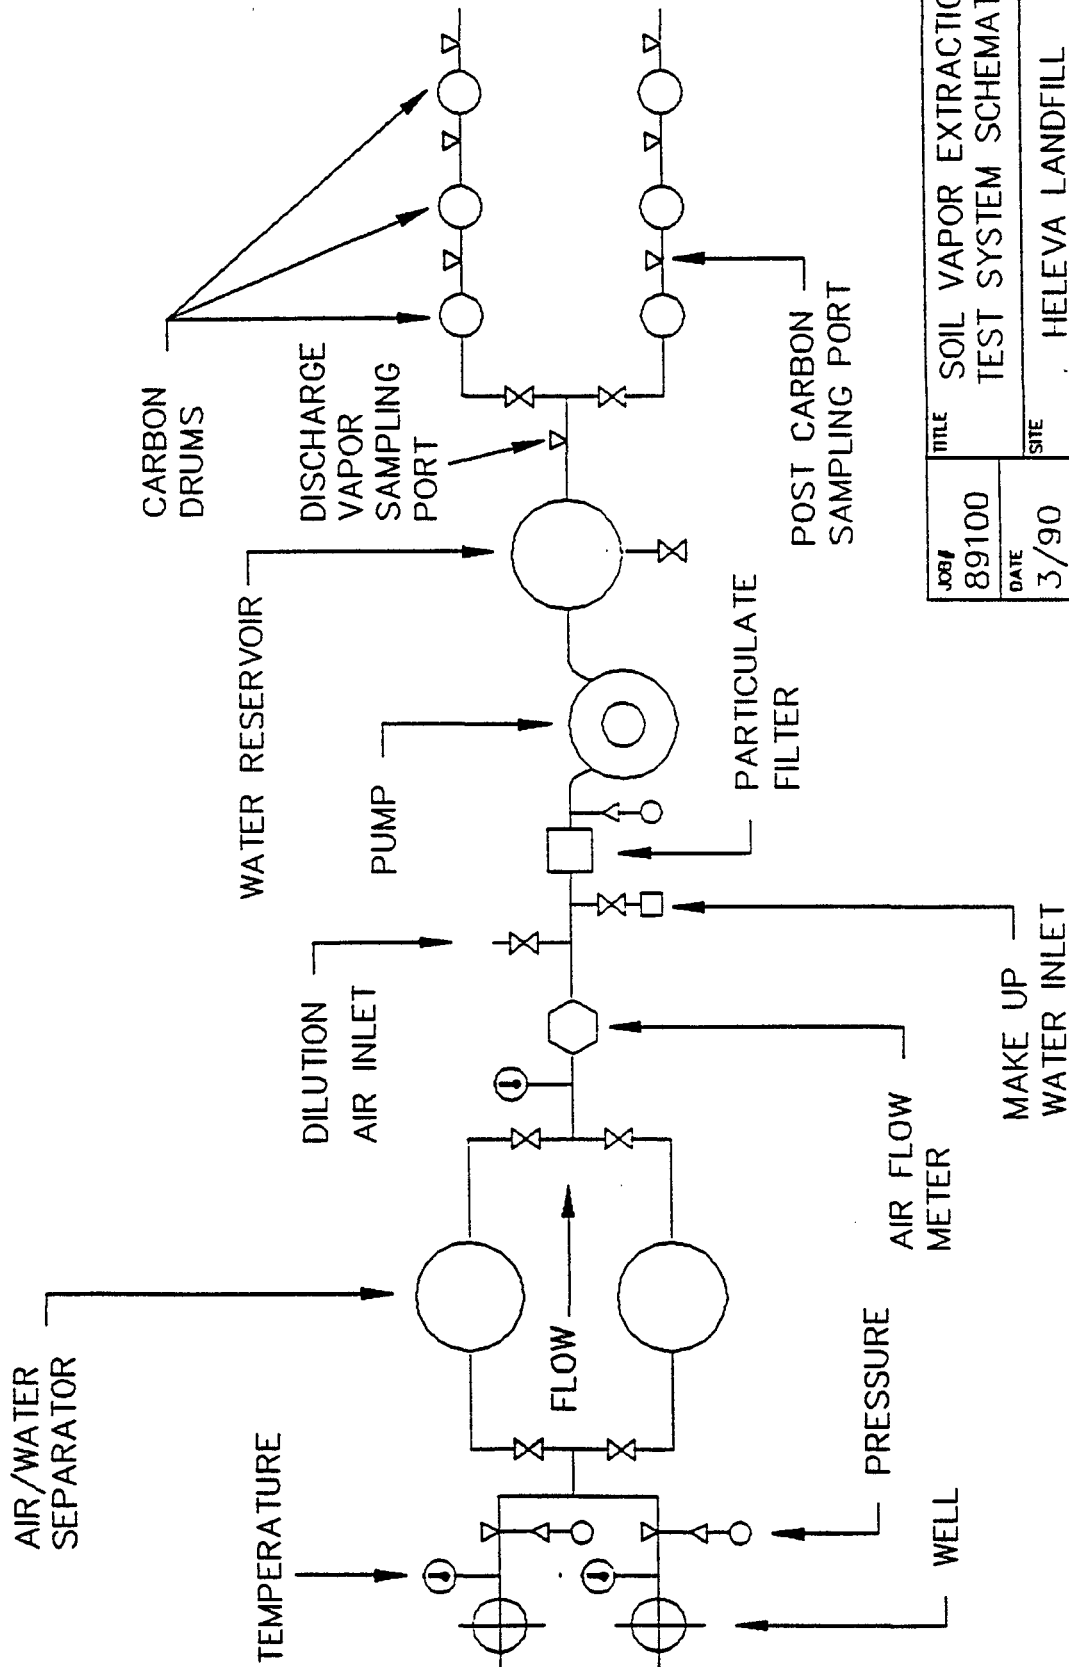 CARBON
DRUMS
DISCHARGE
VAPOR
SAMPLING
PORT
WATER RESERVOIR
PUMP
DILUTION
AIR INLET
AIR/WATER
SEPARATOR
TEMPERATURE
FLOW
POST CARBON
SAMPLING PORT
PARTICULATE
FILTER
MAKE UP
WATER INLET
AIR FLOW
METER
PRESSURE
WELL
JOB#
89100
DATE
3/90
TITLE
SOIL VAPOR EXTRACTIO
TEST SYSTEM SCHEMAT
SITE
HELEVA LANDFILL